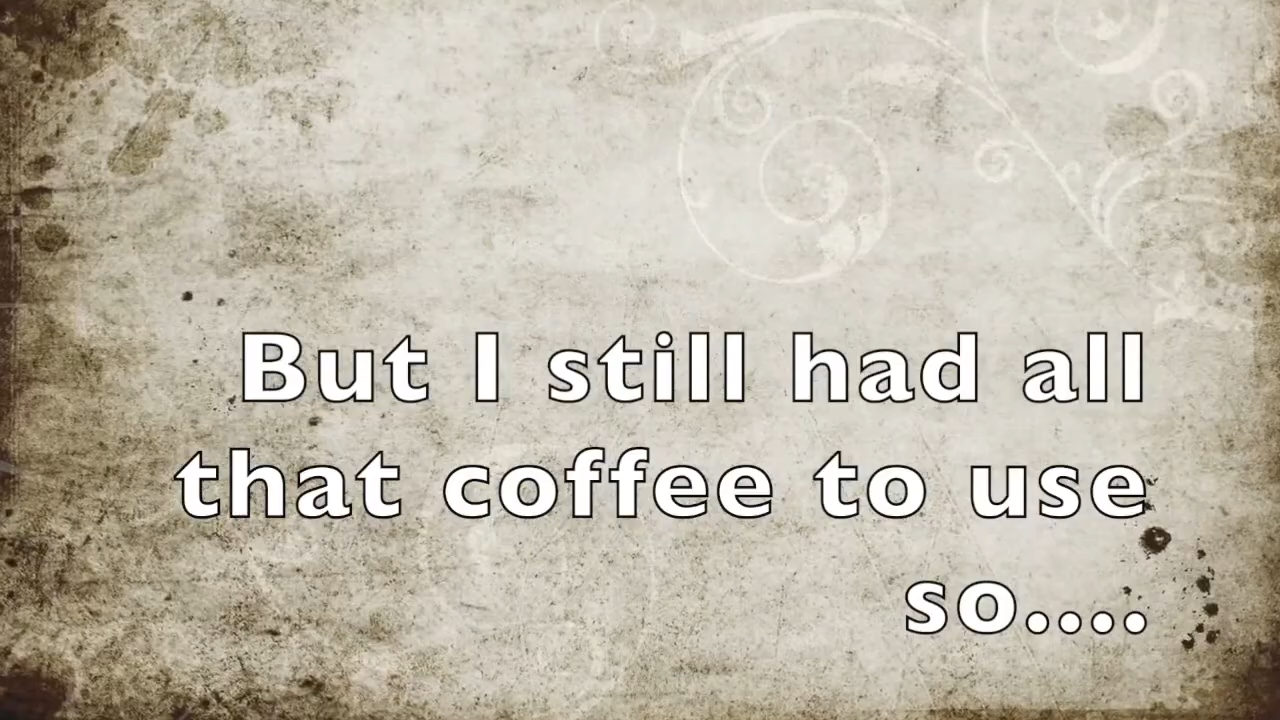 But I still had all
that coffee to use
so....